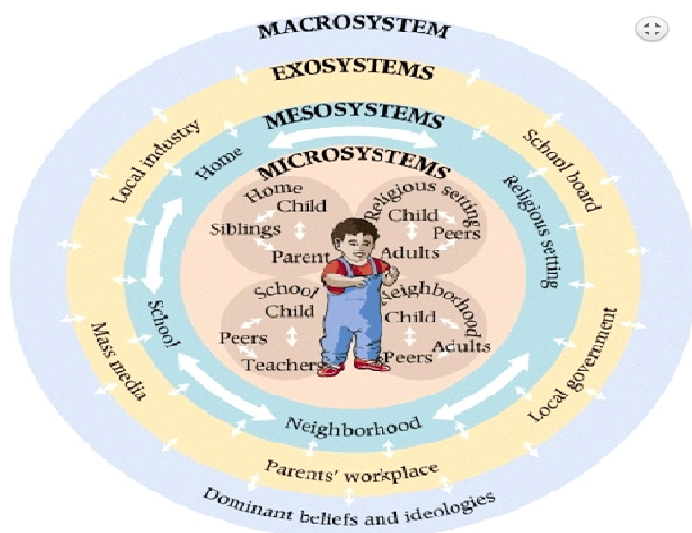 MACROSYSTEM
EXOSYSTEMS
MESOSYSTEMS
MICROSYSTEMS
Local industry
School board
Home
Religious setting
Home
Child
Siblings
Parent
Religious setting
Child
Peers
Adults
School
Child
Peers
Teachers
Neighborhood
Child
Adults
Peers
School
Neighborhood
Mass media
Local government
Parents' workplace
Dominant beliefs and ideologies